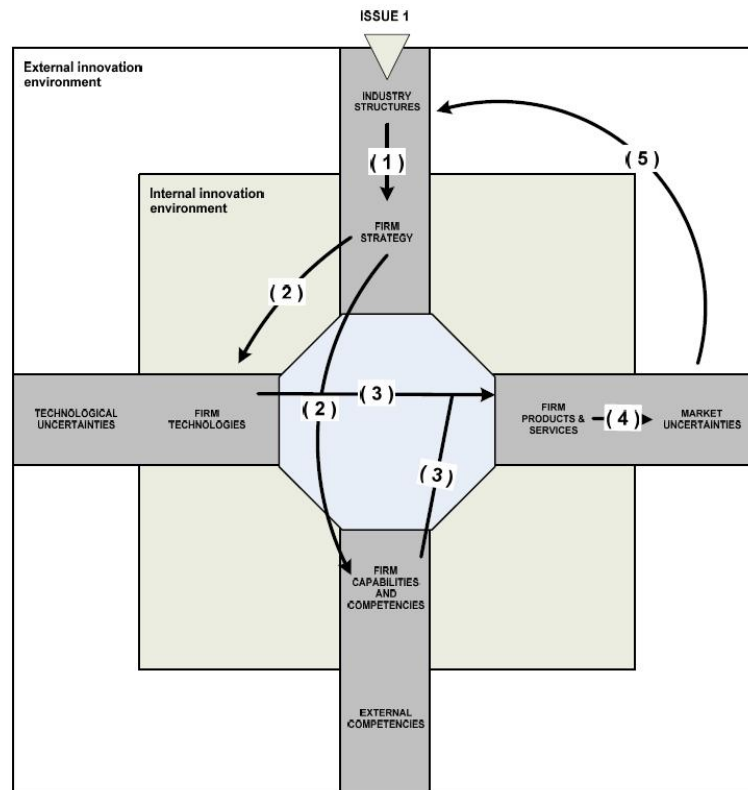 ISSUE 1
External innovation
environment
INDUSTRY
STRUCTURES
( 1 )
( 5 )
Internal innovation
environment
FIRM
STRATEGY
( 2 )
TECHNOLOGICAL
UNCERTAINTIES
FIRM
TECHNOLOGIES
( 3 )
( 2 )
FIRM
PRODUCTS &
SERVICES
( 4 )
MARKET
UNCERTAINTIES
( 3 )
FIRM
CAPABILITIES
AND
COMPETENCIES
EXTERNAL
COMPETENCIES